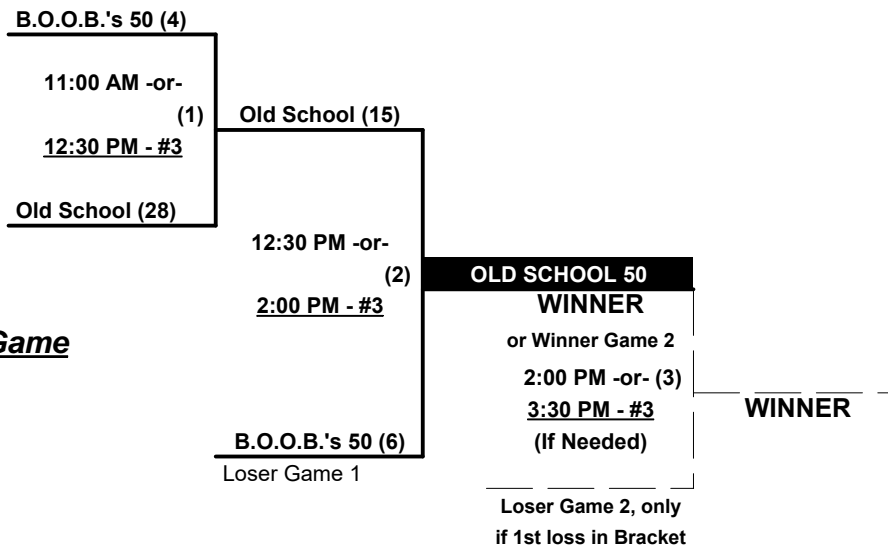 B.O.O.B.'s 50 (4)
11:00 AM -or-
(1)
12:30 PM - #3
Old School (28)
Old School (15)
12:30 PM -or-
(2)
2:00 PM - #3
B.O.O.B.'s 50 (6)
Loser Game 1
Game
OLD SCHOOL 50
WINNER
or Winner Game 2
2:00 PM -or- (3)
3:30 PM - #3
(If Needed)
Loser Game 2, only
if 1st loss in Bracket
WINNER